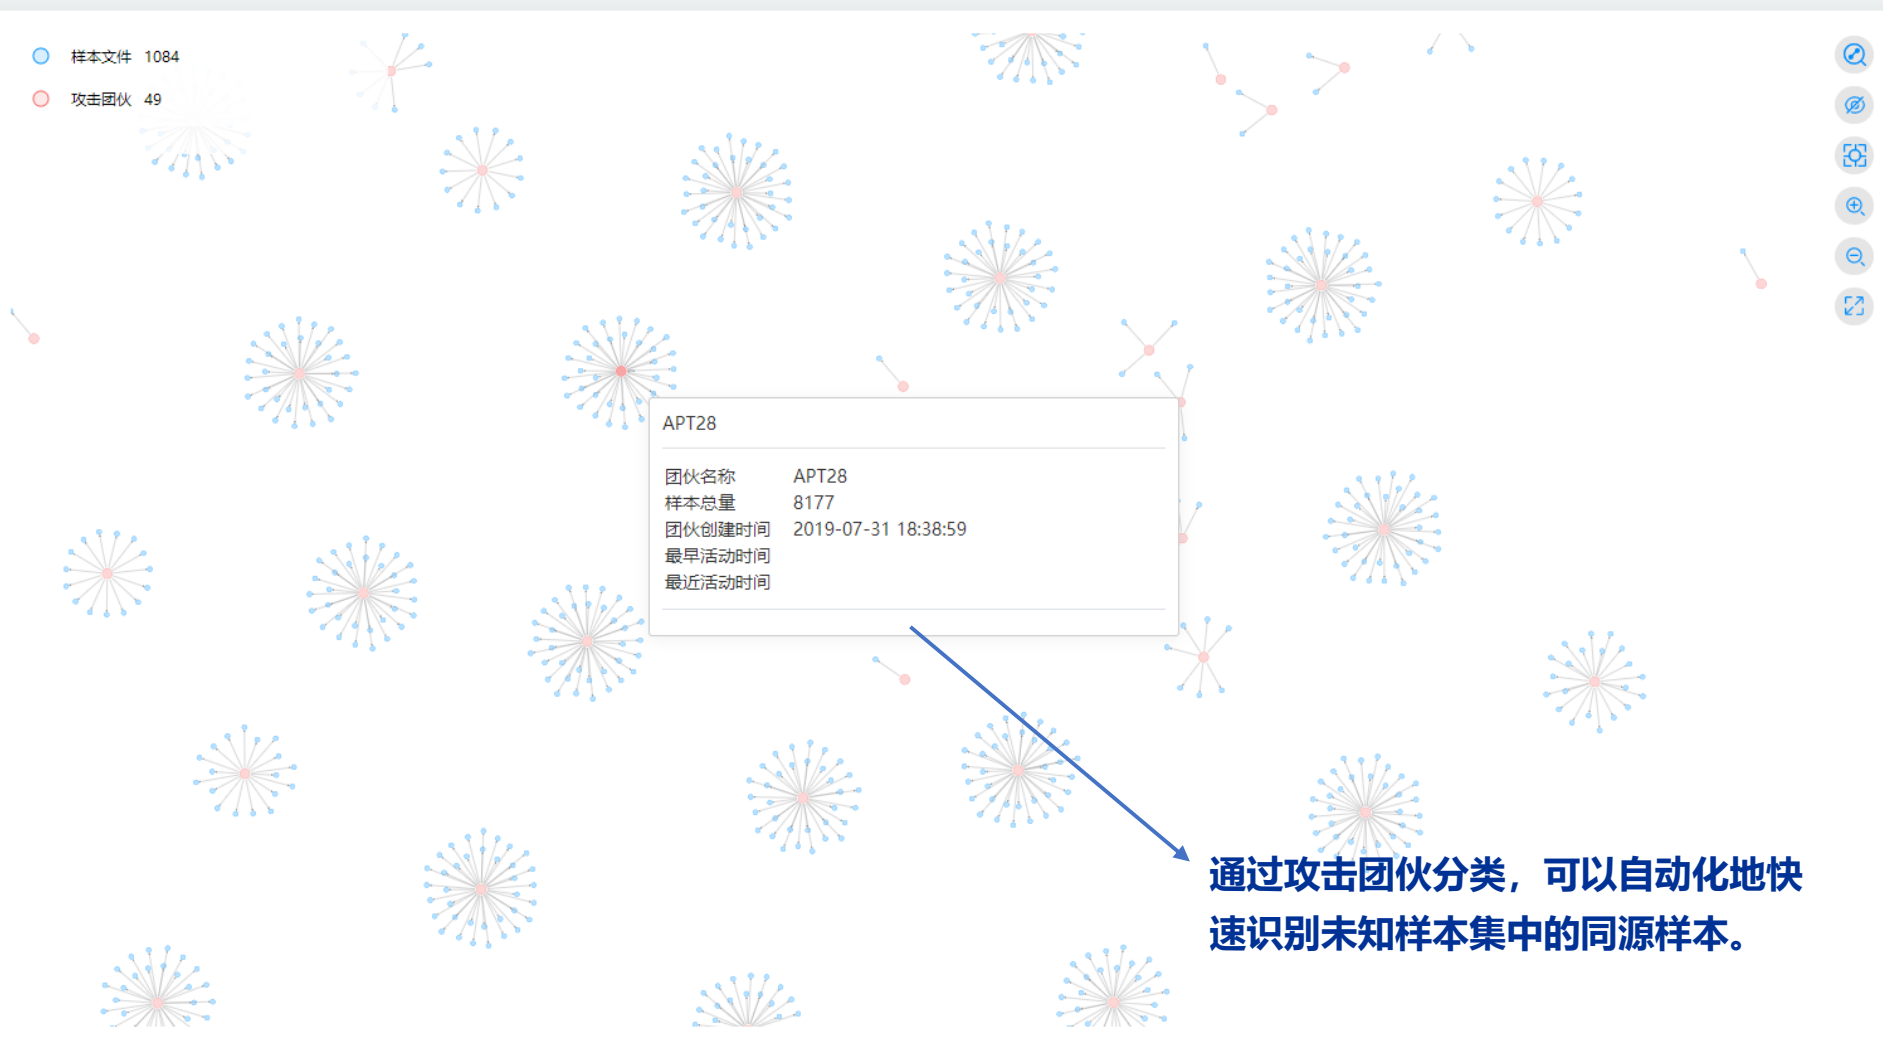 样本文件 1084
攻击团伙 49
APT28
团伙名称 APT28
样本总量 8177
团伙创建时间 2019-07-31 18:38:59
最早活动时间
最近活动时间
通过攻击团伙分类，可以自动化地快
速识别未知样本集中的同源样本。